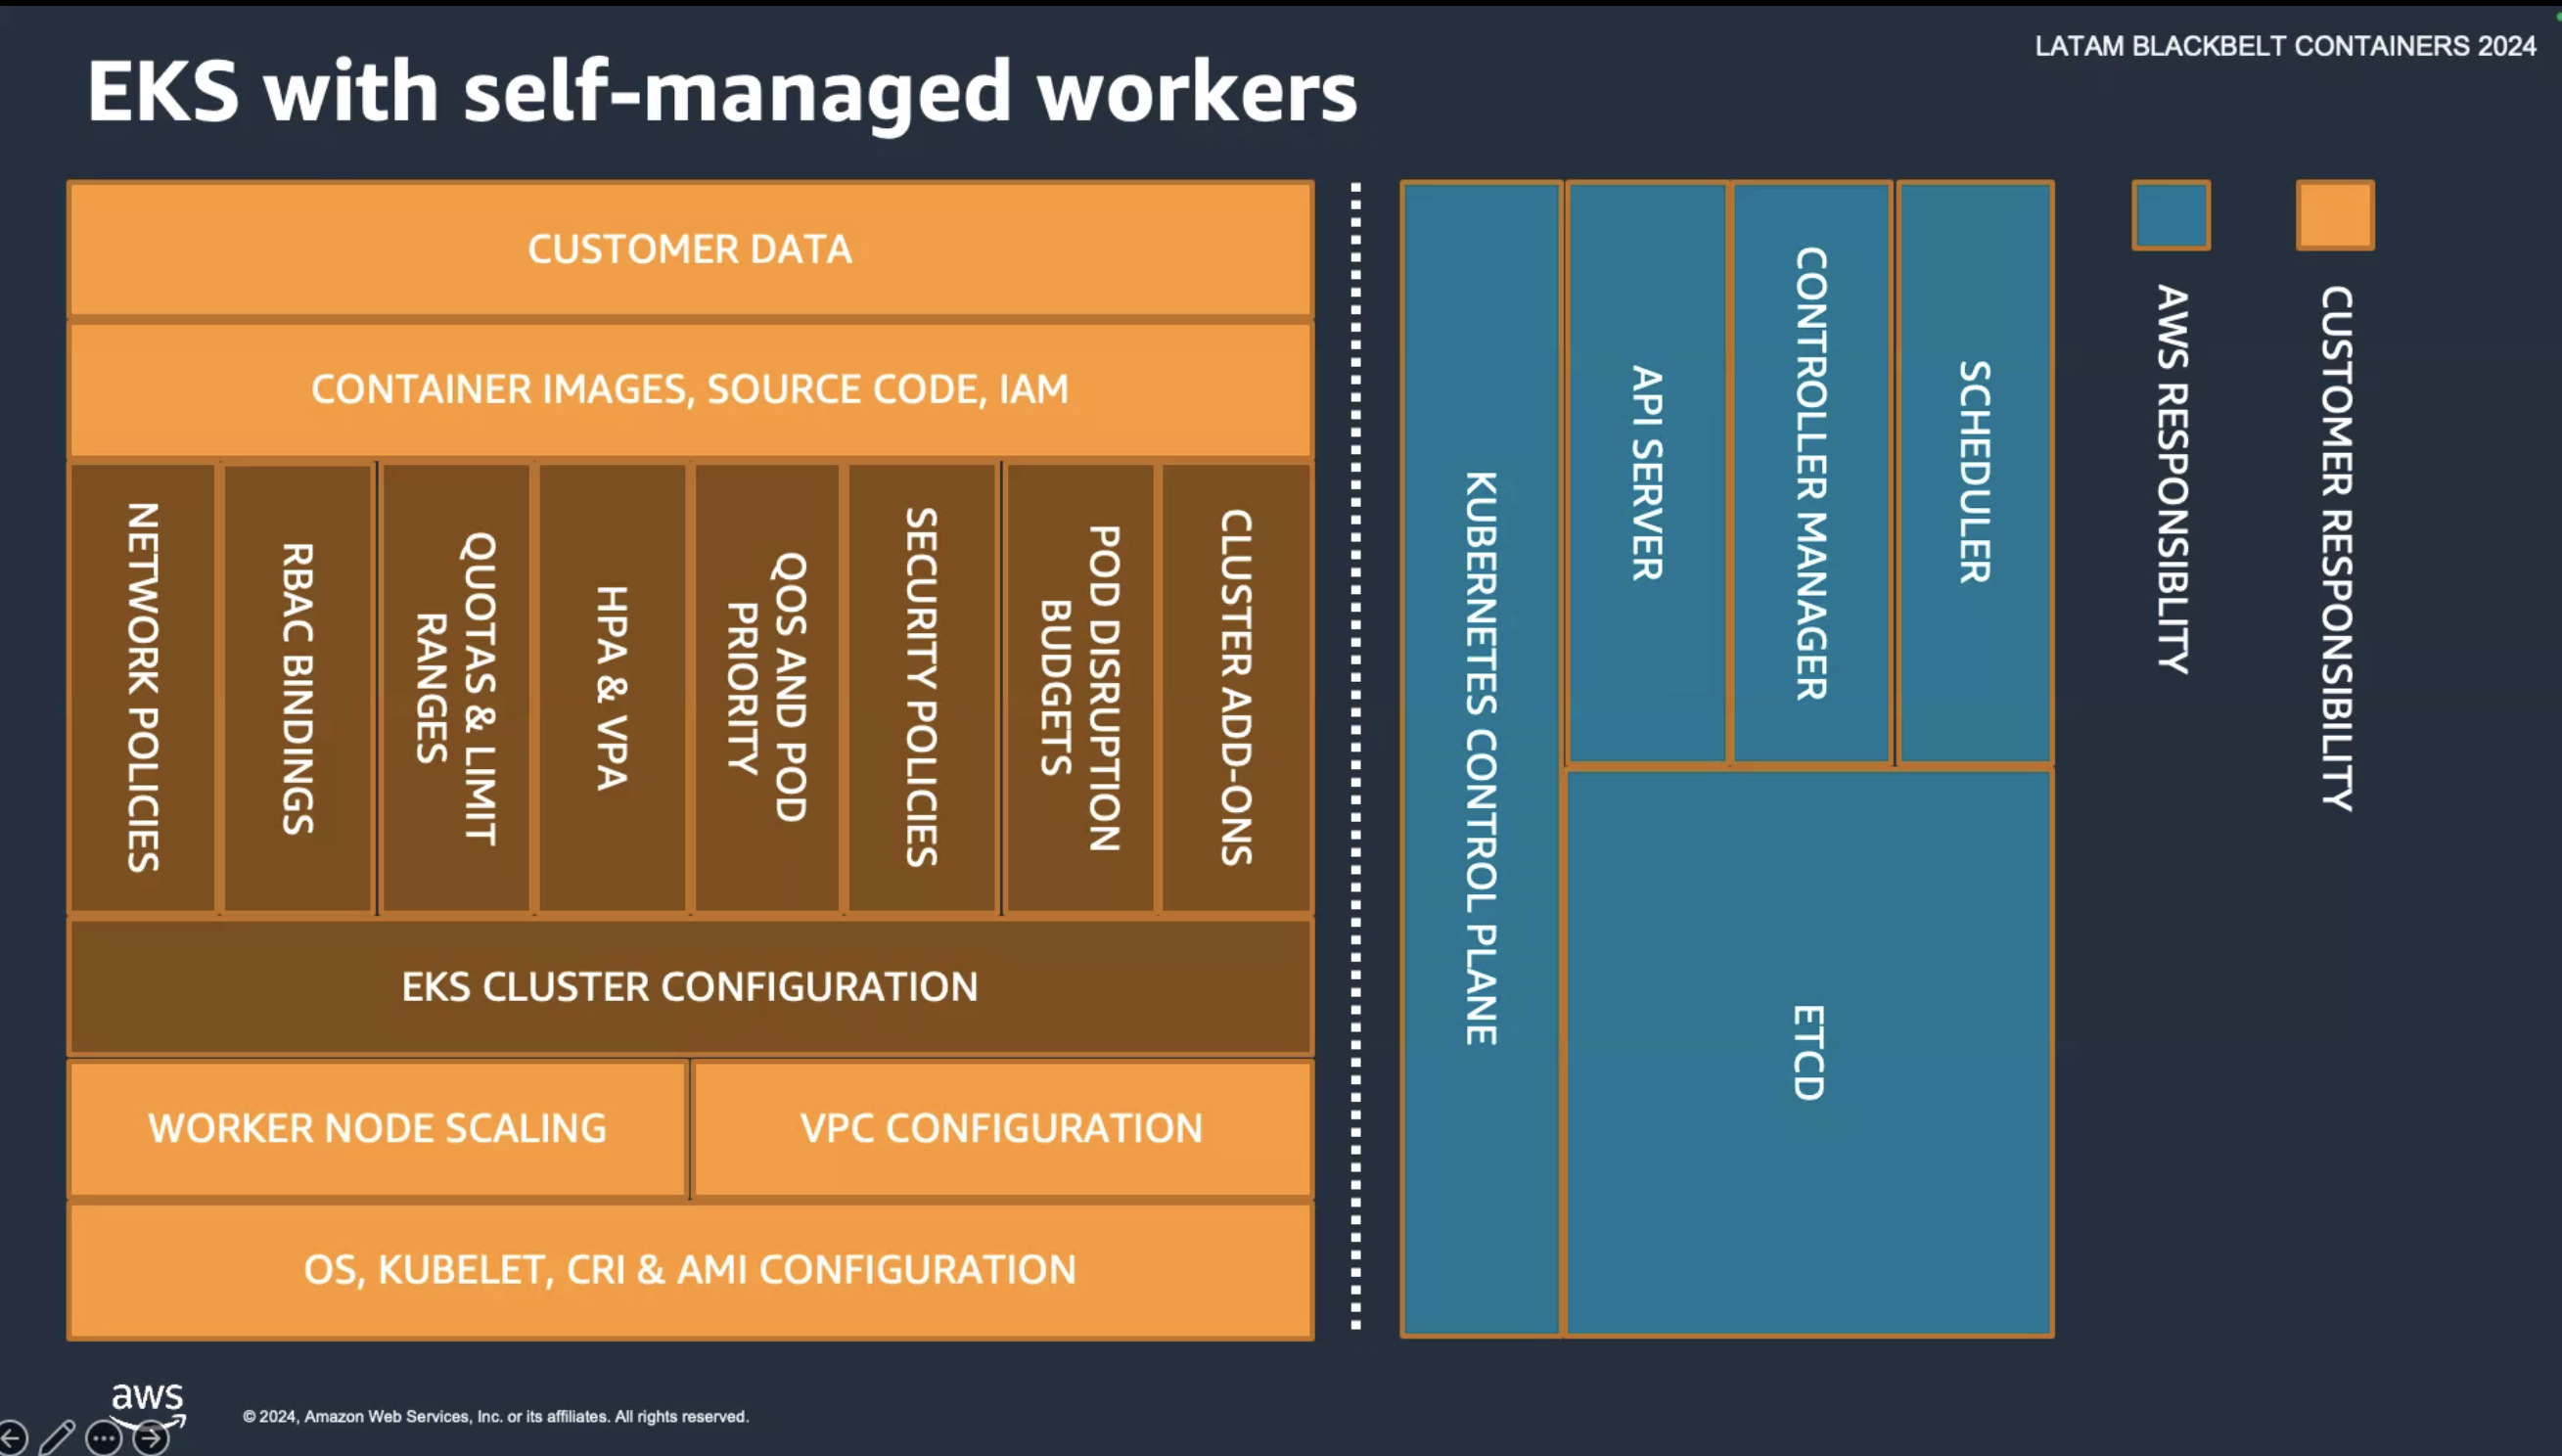 LATAM BLACKBELT CONTAINERS 2024
EKS with self-managed workers
CUSTOMER DATA
CONTAINER IMAGES, SOURCE CODE, IAM
NETWORK POLICIES
RBAC BINDINGS
QUOTAS & LIMIT
RANGES
HPA & VPA
QOS AND POD
PRIORITY
SECURITY POLICIES
POD DISRUPTION
BUDGETS
CLUSTER ADD-ONS
EKS CLUSTER CONFIGURATION
WORKER NODE SCALING
VPC CONFIGURATION
OS, KUBELET, CRI & AMI CONFIGURATION
KUBERNETES CONTROL PLANE
API SERVER
CONTROLLER MANAGER
SCHEDULER
ETCD
AWS RESPONSIBLITY
CUSTOMER RESPONSIBILITY
aws
© 2024, Amazon Web Services, Inc. or its affiliates. All rights reserved.